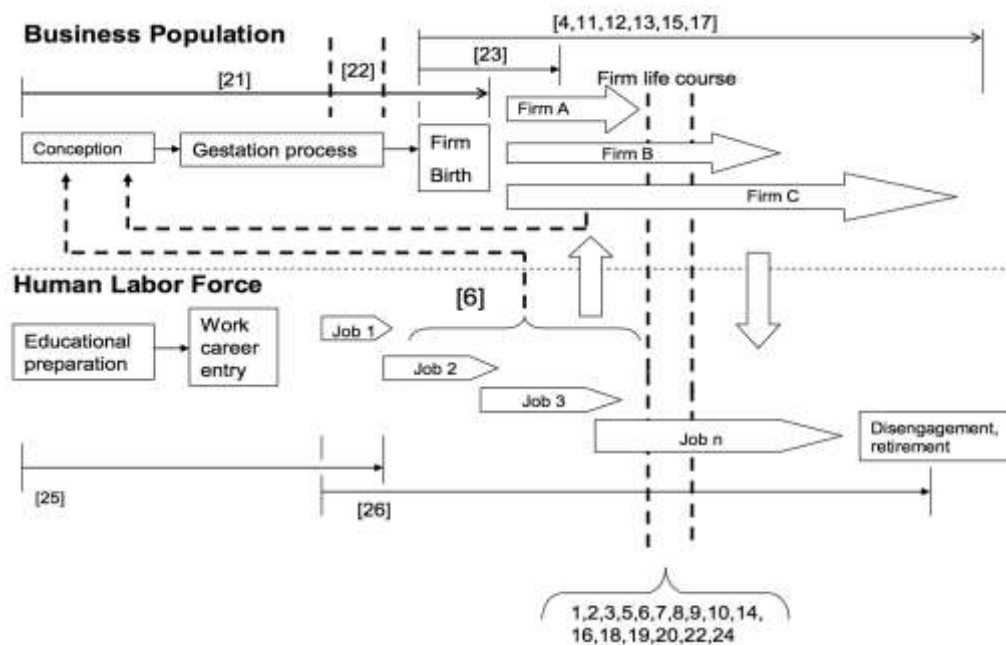 [4,11,12,13,15,17]
Business Population
[23]
[22]
[21]
Firm life course
Firm A
Conception
Gestation process
Firm
Birth
Firm B
Firm C
Human Labor Force
[6]
Educational
preparation
Work
career
entry
Job 1
Job 2
Job 3
Job n
Disengagement,
retirement
[25]
[26]
1,2,3,5,6,7,8,9,10,14,
16,18,19,20,22,24